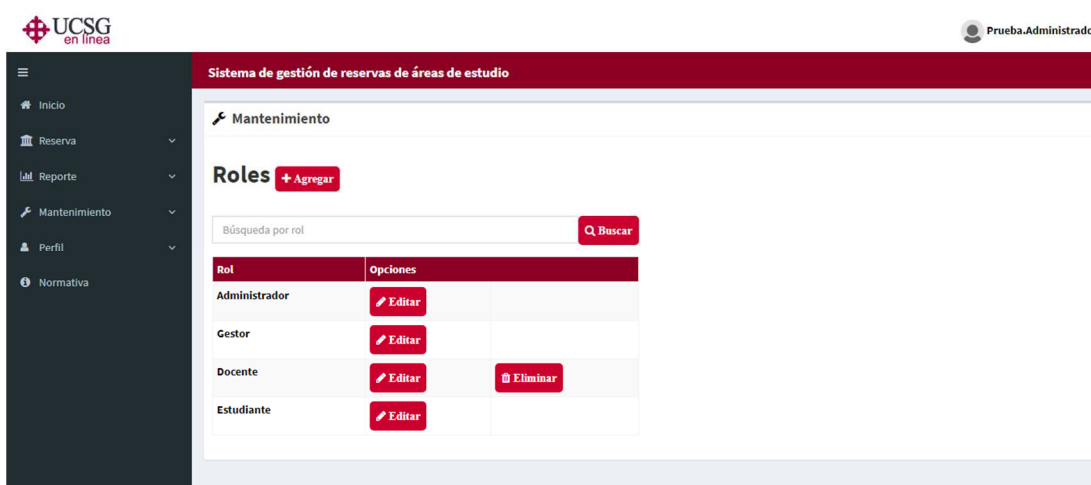 UCSG
en línea
Prueba.Administrado
Sistema de gestión de reservas de áreas de estudio
Inicio
Reserva
Reporte
Mantenimiento
Perfil
Normativa
Mantenimiento
Roles + Agregar
Búsqueda por rol Buscar
Rol Opciones
Administrador Editar
Gestor Editar
Docente Editar Eliminar
Estudiante Editar